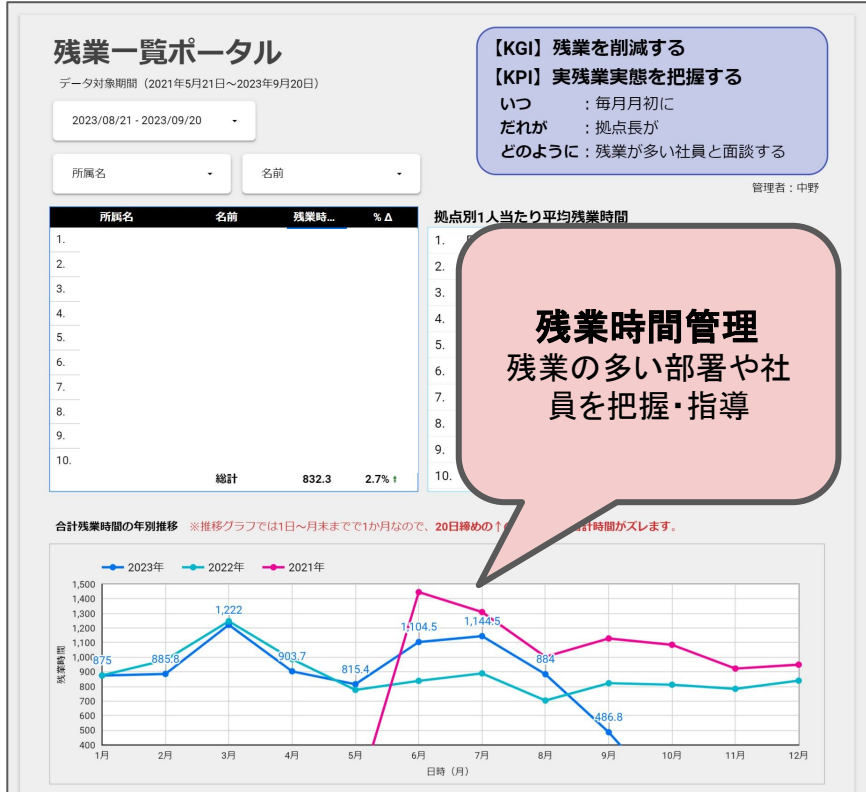 残業一覧ポータル
データ対象期間（2021年5月21日～2023年9月20日）
2023/08/21 - 2023/09/20
所属名
名前
【KGI】残業を削減する
【KPI】実残業実態を把握する
いつ　：毎月月初に
だれが　：拠点長が
どのように：残業が多い社員と面談する
管理者：中野
所属名 名前 残業時... % Δ
1.
2.
3.
4.
5.
6.
7.
8.
9.
10.
総計 832.3 2.7%
拠点別1人当たり平均残業時間
1.
2.
3.
4.
5.
6.
7.
8.
9.
10.
残業時間管理
残業の多い部署や社
員を把握・指導
合計残業時間の年別推移 ※推移グラフでは1日～月末までで1か月なので、20日締めの↑
計時間がズレます。
2023年 2022年 2021年
残業時間
1,500
1,400
1,300
1,200
1,100
1,000
900
800
700
600
500
400
875
885.8
1,222
903.7
815.4
1,104.5
1,144.5
884
486.8
1月 2月 3月 4月 5月 6月 7月 8月 9月 10月 11月 12月
日時（月）